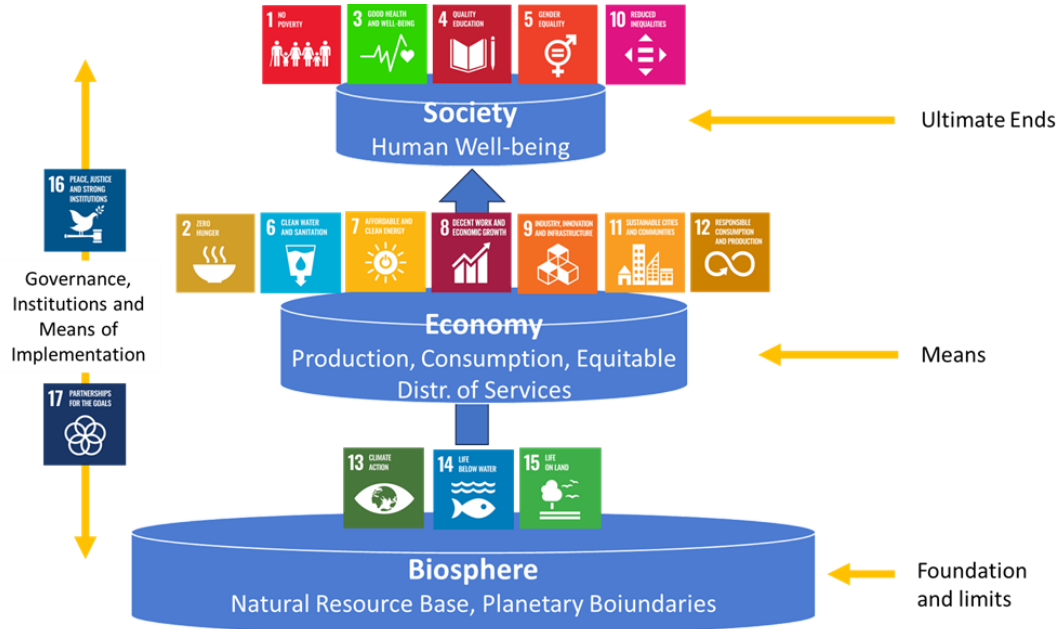 1 NO
POVERTY
3 GOOD HEALTH
AND WELL-BEING
4 QUALITY
EDUCATION
5 GENDER
EQUALITY
10 REDUCED
INEQUALITIES
Society
Human Well-being
Ultimate Ends
16 PEACE, JUSTICE
AND STRONG
INSTITUTIONS
Governance,
Institutions and
Means of
Implementation
17 PARTNERSHIPS
FOR THE GOALS
2 ZERO
HUNGER
6 CLEAN WATER
AND SANITATION
7 AFFORDABLE AND
CLEAN ENERGY
8 DECENT WORK AND
ECONOMIC GROWTH
9 INDUSTRY, INNOVATION
AND INFRASTRUCTURE
11 SUSTAINABLE CITIES
AND COMMUNITIES
12 RESPONSIBLE
CONSUMPTION
AND PRODUCTION
Economy
Production, Consumption, Equitable
Distr. of Services
Means
13 CLIMATE
ACTION
14 LIFE
BELOW WATER
15 LIFE
ON LAND
Biosphere
Natural Resource Base, Planetary Boiundaries
Foundation
and limits